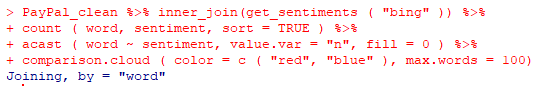 > PayPal_clean %>% inner_join(get_sentiments ( "bing" )) %>%
+ count ( word, sentiment, sort = TRUE ) %>%
+ acast ( word ~ sentiment, value.var = "n", fill = 0 ) %>%
+ comparison.cloud ( color = c ( "red", "blue" ), max.words = 100)
Joining, by = "word"